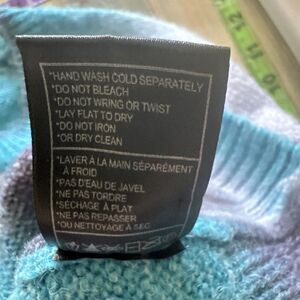 *HAND WASH COLD SEPARATELY
*DO NOT BLEACH
*DO NOT WRING OR TWIST
*LAY FLAT TO DRY
*DO NOT IRON
*OR DRY CLEAN
*LAVER À LA MAIN SÉPARÉMENT
À FROID
*PAS D'EAU DE JAVEL
*NE PAS TORDRE
*SÉCHAGE À PLAT
*NE PAS REPASSER
*OU NETTOYAGE À SEC
10 11